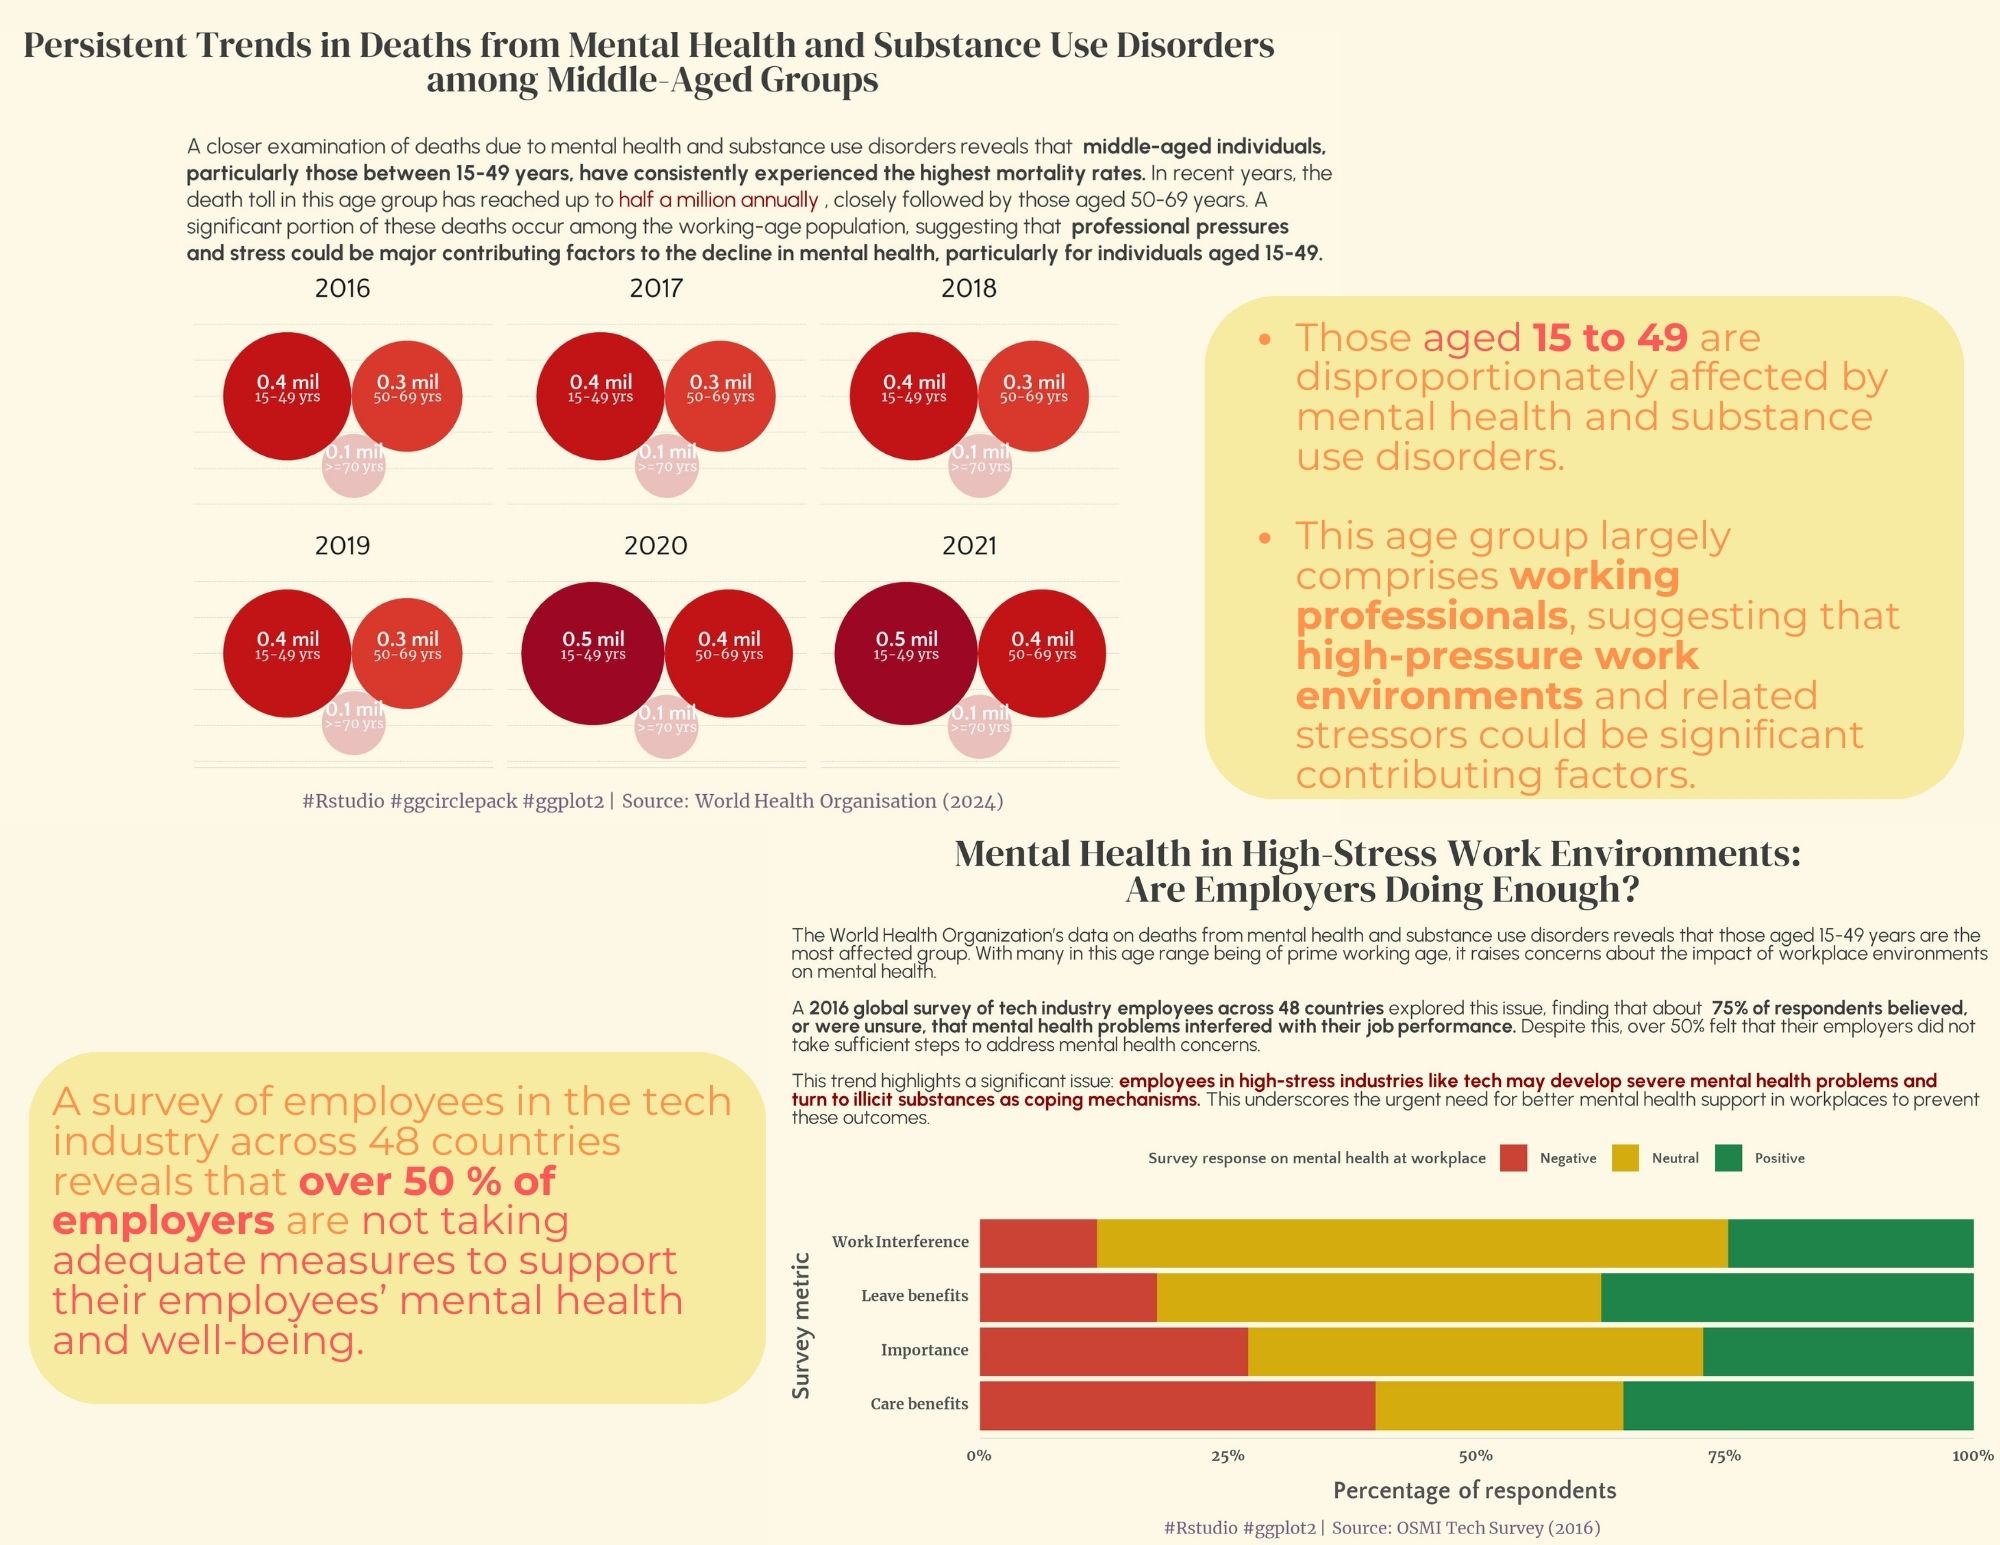 Persistent Trends in Deaths from Mental Health and Substance Use Disorders
among Middle-Aged Groups
A closer examination of deaths due to mental health and substance use disorders reveals that middle-aged individuals,
particularly those between 15-49 years, have consistently experienced the highest mortality rates. In recent years, the
death toll in this age group has reached up to half a million annually , closely followed by those aged 50-69 years. A
significant portion of these deaths occur among the working-age population, suggesting that professional pressures
and stress could be major contributing factors to the decline in mental health, particularly for individuals aged 15-49.
2016
0.4 mil
15-49 yrs
0.3 mil
50-69 yrs
0.1 mil
>=70 yrs
2017
0.4 mil
15-49 yrs
0.3 mil
50-69 yrs
0.1 mil
>=70 yrs
2018
0.4 mil
15-49 yrs
0.3 mil
50-69 yrs
0.1 mil
>=70 yrs
2019
0.4 mil
15-49 yrs
0.3 mil
50-69 yrs
0.1 mil
>=70 yrs
2020
0.5 mil
15-49 yrs
0.4 mil
50-69 yrs
0.1 mil
>=70 yrs
2021
0.5 mil
15-49 yrs
0.4 mil
50-69 yrs
0.1 mil
>=70 yrs
#Rstudio #ggcirclepack #ggplot2 | Source: World Health Organisation (2024)
• Those aged 15 to 49 are
disproportionately affected by
mental health and substance
use disorders.
• This age group largely
comprises working
professionals, suggesting that
high-pressure work
environments and related
stressors could be significant
contributing factors.
A survey of employees in the tech
industry across 48 countries
reveals that over 50 % of
employers are not taking
adequate measures to support
their employees’ mental health
and well-being.
Mental Health in High-Stress Work Environments:
Are Employers Doing Enough?
The World Health Organization's data on deaths from mental health and substance use disorders reveals that those aged 15-49 years are the
most affected group. With many in this age range being of prime working age, it raises concerns about the impact of workplace environments
on mental health.
A 2016 global survey of tech industry employees across 48 countries explored this issue, finding that about 75% of respondents believed,
or were unsure, that mental health problems interfered with their job performance. Despite this, over 50% felt that their employers did not
take sufficient steps to address mental health concerns.
This trend highlights a significant issue: employees in high-stress industries like tech may develop severe mental health problems and
turn to illicit substances as coping mechanisms. This underscores the urgent need for better mental health support in workplaces to prevent
these outcomes.
Survey response on mental health at workplace Negative Neutral Positive
Survey metric
Work Interference
Leave benefits
Importance
Care benefits
0% 25% 50% 75% 100%
Percentage of respondents
#Rstudio #ggplot2 | Source: OSMI Tech Survey (2016)